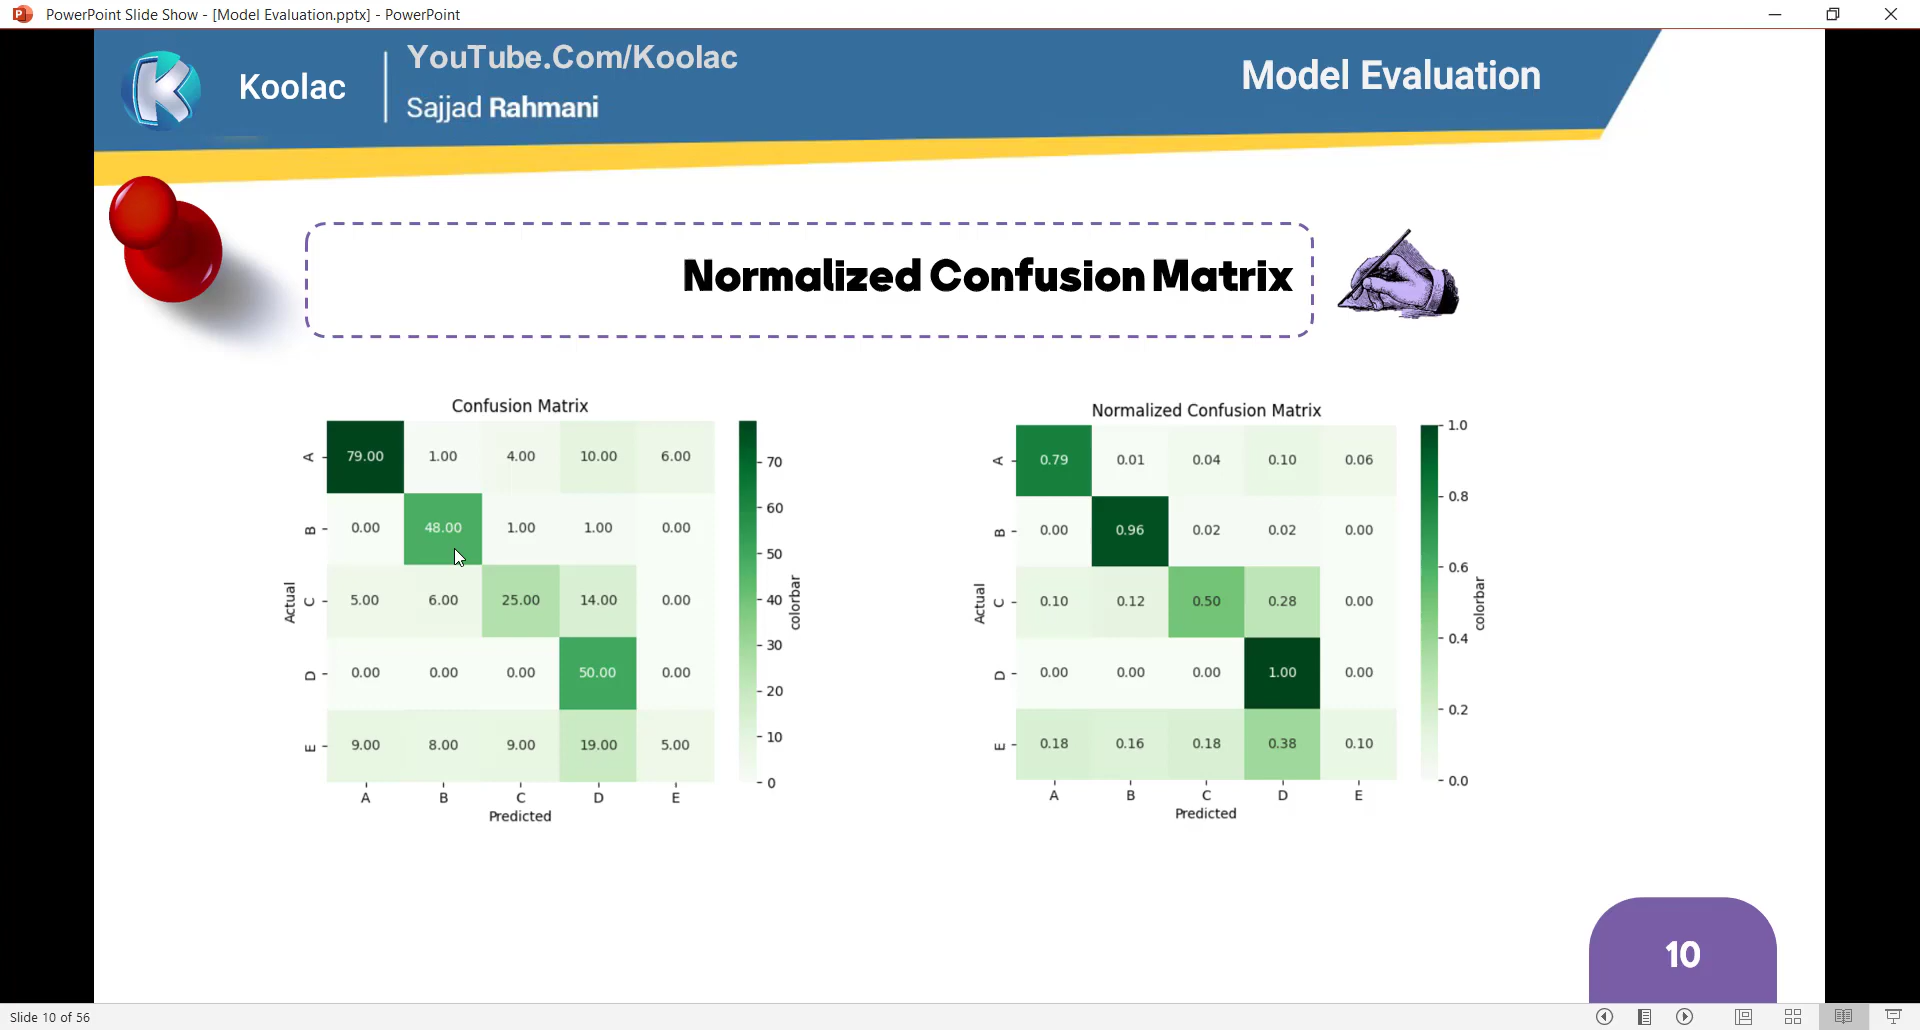 PowerPoint Slide Show - [Model Evaluation.pptx] - PowerPoint
Koolac
YouTube.Com/Koolac
Sajjad Rahmani
Model Evaluation
Normalized Confusion Matrix
Confusion Matrix
A 79.00 1.00 4.00 10.00 6.00
B 0.00 48.00 1.00 1.00 0.00
C 5.00 6.00 25.00 14.00 0.00
D 0.00 0.00 0.00 50.00 0.00
E 9.00 8.00 9.00 19.00 5.00
A B C D E
Predicted
Actual
70
60
50
40
30
20
10
0
colorbar
Normalized Confusion Matrix
A 0.79 0.01 0.04 0.10 0.06
B 0.00 0.96 0.02 0.02 0.00
C 0.10 0.12 0.50 0.28 0.00
D 0.00 0.00 0.00 1.00 0.00
E 0.18 0.16 0.18 0.38 0.10
A B C D E
Predicted
Actual
1.0
0.8
0.6
0.4
0.2
0.0
colorbar
10
Slide 10 of 56